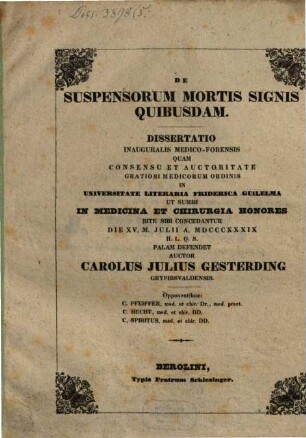 Diss. 3898(5.
DE
SUSPENSORUM MORTIS SIGNIS
QUIBUSDAM.
DISSERTATIO
INAUGURALIS MEDICO-FORENSIS
QUAM
CONSENSU ET AUCTORITATE
GRATIOSI MEDICORUM ORDINIS
IN
UNIVERSITATE LITERARIA FRIDERICA GUILELMA
UT SUMMI
IN MEDICINA ET CHIRURGIA HONORES
RITE SIBI CONCEDANTUR
DIE XV. M. JULII A. MDCCCXXXIX
H. L. Q. S.
PALAM DEFENDET
AUCTOR
CAROLUS JULIUS GESTERDING
GRYPHISVALDENSIS.
Opponentibus:
C. PFEIFFER, med. et chir. Dr., med. pract.
C. HECHT, med. et chir. DD.
C. SPIRITUS, med. et chir. DD.
BEROLINI,
Typis Fratrum Schlesinger.